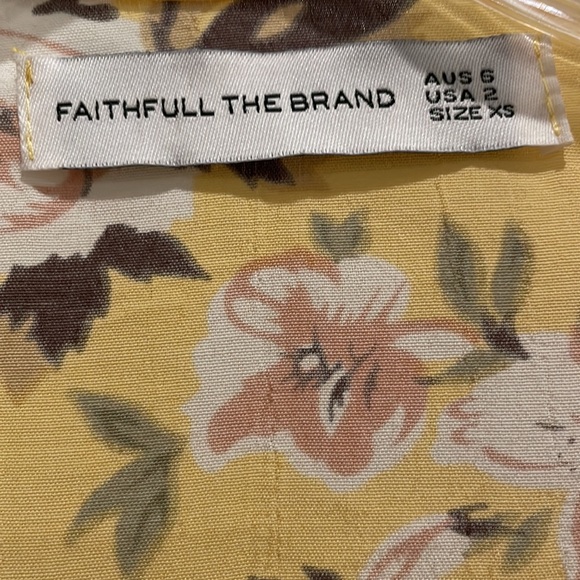 FAITHFULL THE BRAND
AUS 6
USA 2
SIZE XS